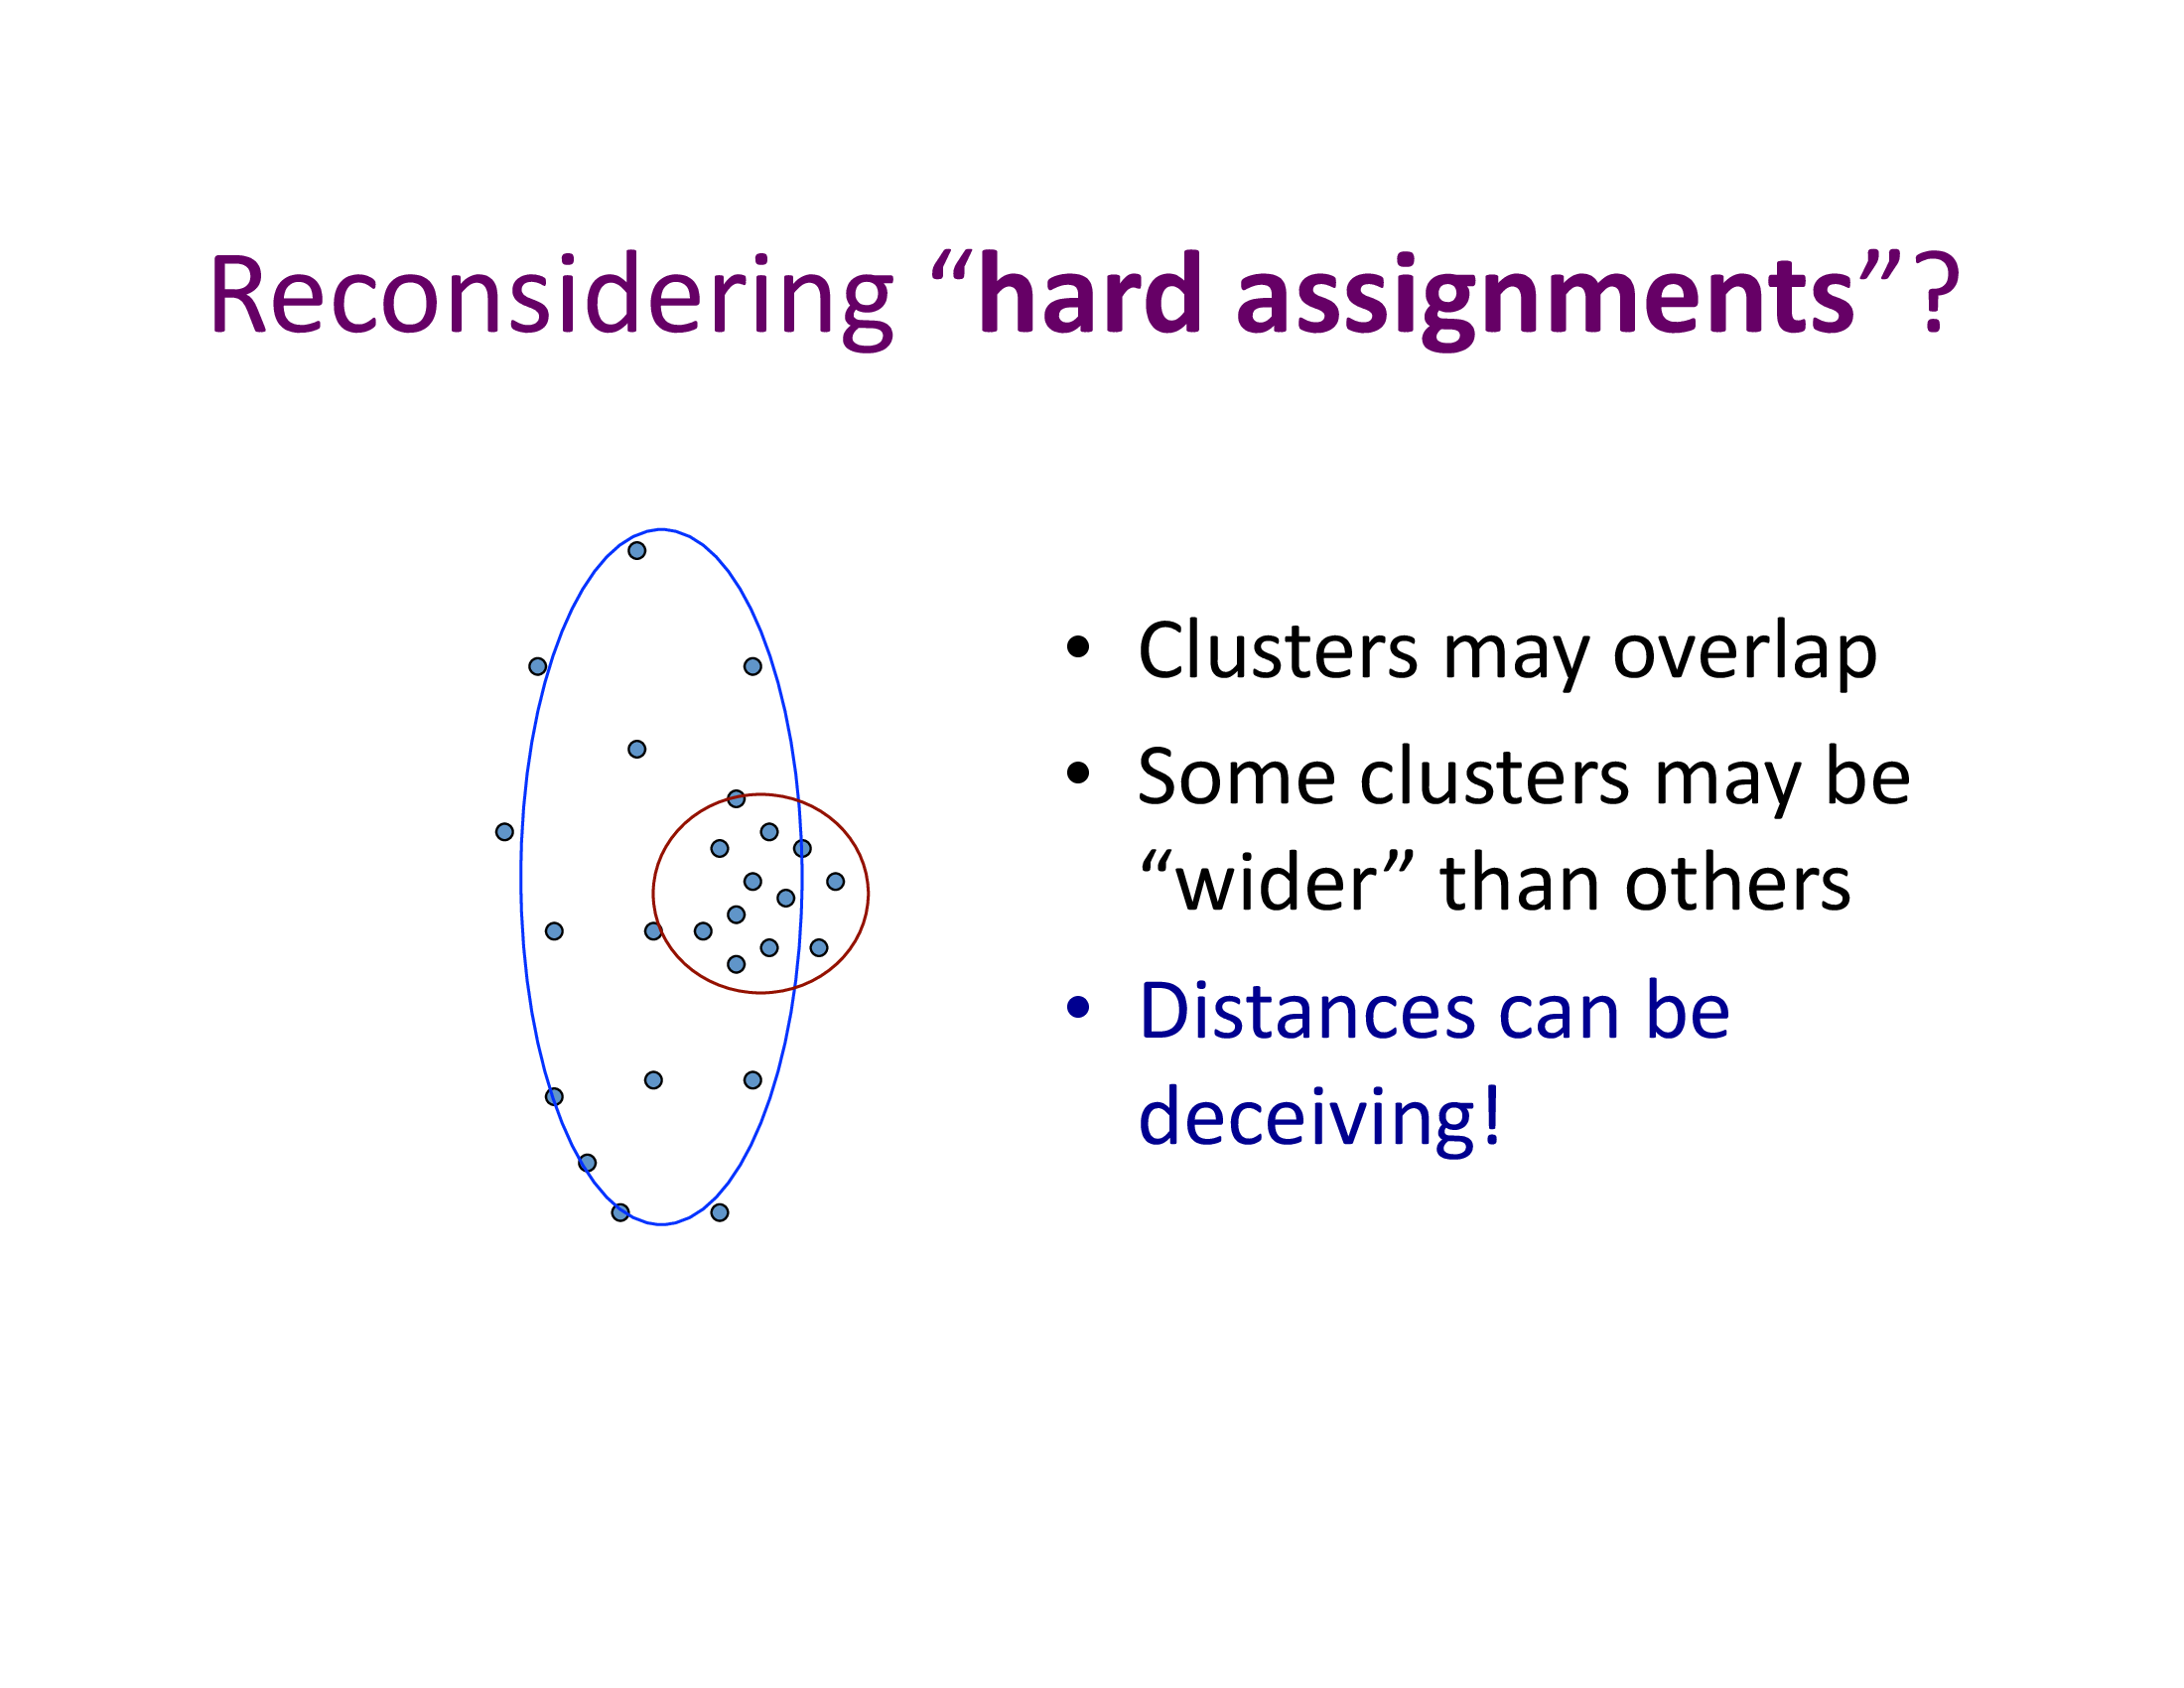 Reconsidering “hard assignments”?
• Clusters may overlap
• Some clusters may be
“wider” than others
• Distances can be
deceiving!